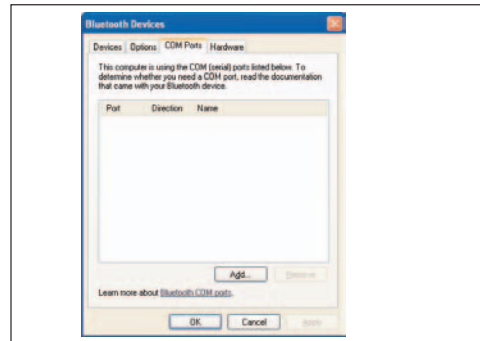 Bluetooth Devices
Devices Options COM Ports Hardware
This computer is using the COM (serial) ports listed below. To
determine whether you need a COM port, read the documentation
that came with your Bluetooth device.
Port Direction Name
Add... Remove
Learn more about Bluetooth COM ports.
OK Cancel Apply